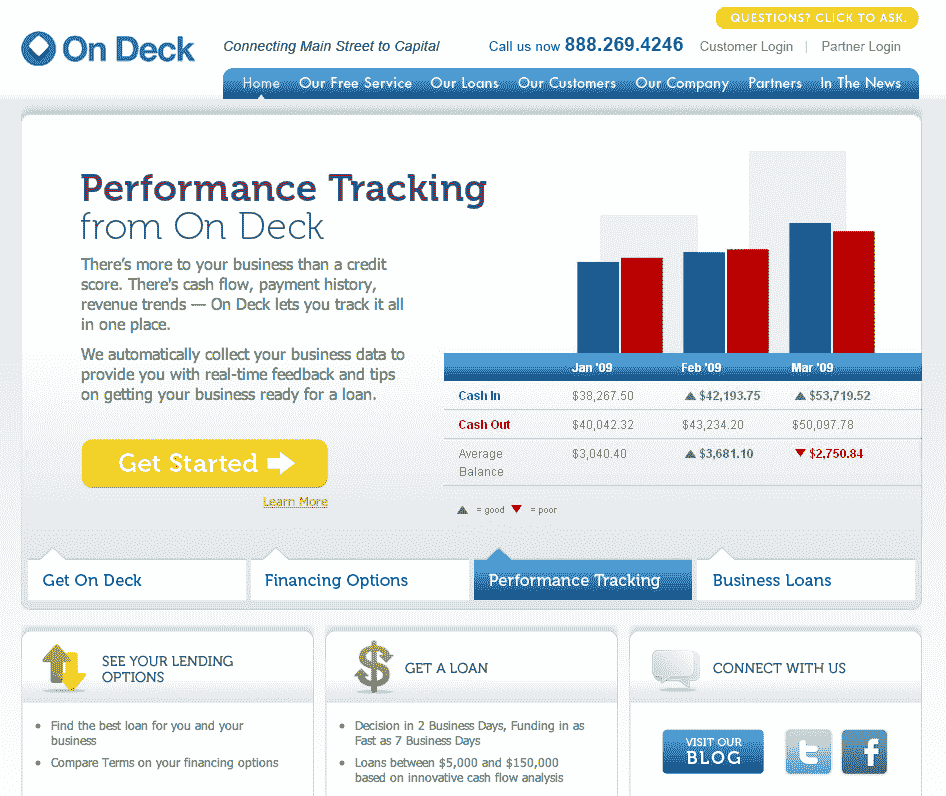 QUESTIONS? CLICK TO ASK.
On Deck
Connecting Main Street to Capital
Call us now 888.269.4246
Customer Login | Partner Login
Home Our Free Service Our Loans Our Customers Our Company Partners In The News
Performance Tracking
from On Deck
There's more to your business than a credit
score. There's cash flow, payment history,
revenue trends — On Deck lets you track it all
in one place.
We automatically collect your business data to
provide you with real-time feedback and tips
on getting your business ready for a loan.
Get Started
Learn More
Jan '09 Feb '09 Mar '09
Cash In $38,267.50 ▲ $42,193.75 ▲ $53,719.52
Cash Out $40,042.32 $43,234.20 $50,097.78
Average
Balance $3,040.40 ▲ $3,681.10 ▼ $2,750.84
▲ = good ▼ = poor
Get On Deck
Financing Options
Performance Tracking
Business Loans
SEE YOUR LENDING
OPTIONS
Find the best loan for you and your
business
Compare Terms on your financing options
$
GET A LOAN
Decision in 2 Business Days, Funding in as
Fast as 7 Business Days
Loans between $5,000 and $150,000
based on innovative cash flow analysis
CONNECT WITH US
VISIT OUR
BLOG
t
f